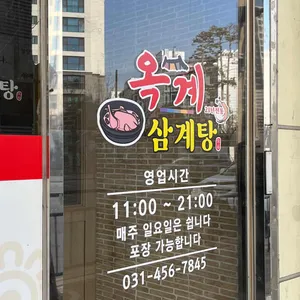 탕
옥계
삼계탕
영업시간
11:00 ~ 21:00
매주 일요일은 쉽니다
포장 가능합니다
031-456-7845